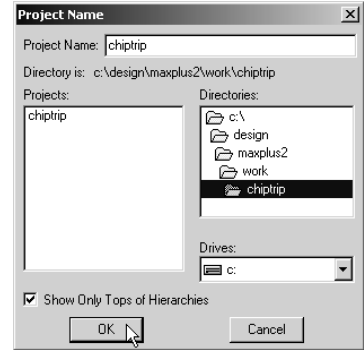 Project Name
Project Name: chiptrip
Directory is: c:\design\maxplus2\work\chiptrip
Projects:
chiptrip
Directories:
c:\
design
maxplus2
work
chiptrip
Drives:
c:
Show Only Tops of Hierarchies
OK
Cancel